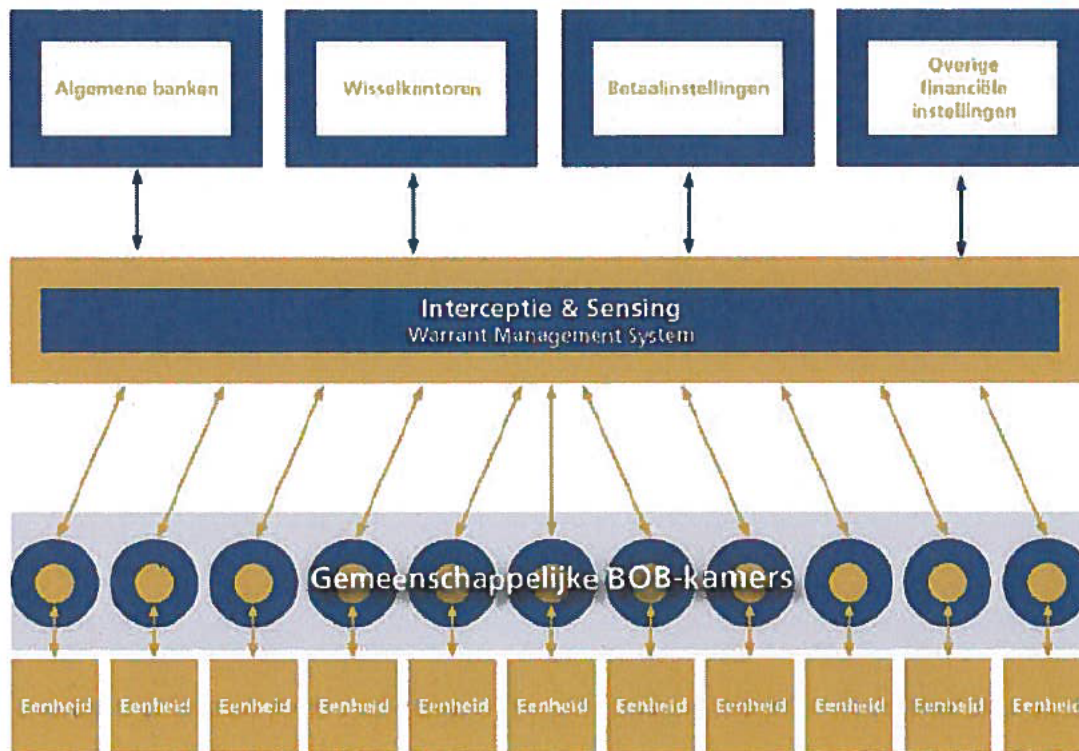 Algemene banken
Wisselkantoren
Betaalinstellingen
Overige
financiële
instellingen
Interceptie & Sensing
Warrant Management System
Gemeenschappelijke BOB-kamers
Eenheid
Eenheid
Eenheid
Eenheid
Eenheid
Eenheid
Eenheid
Eenheid
Eenheid
Eenheid
Eenheid